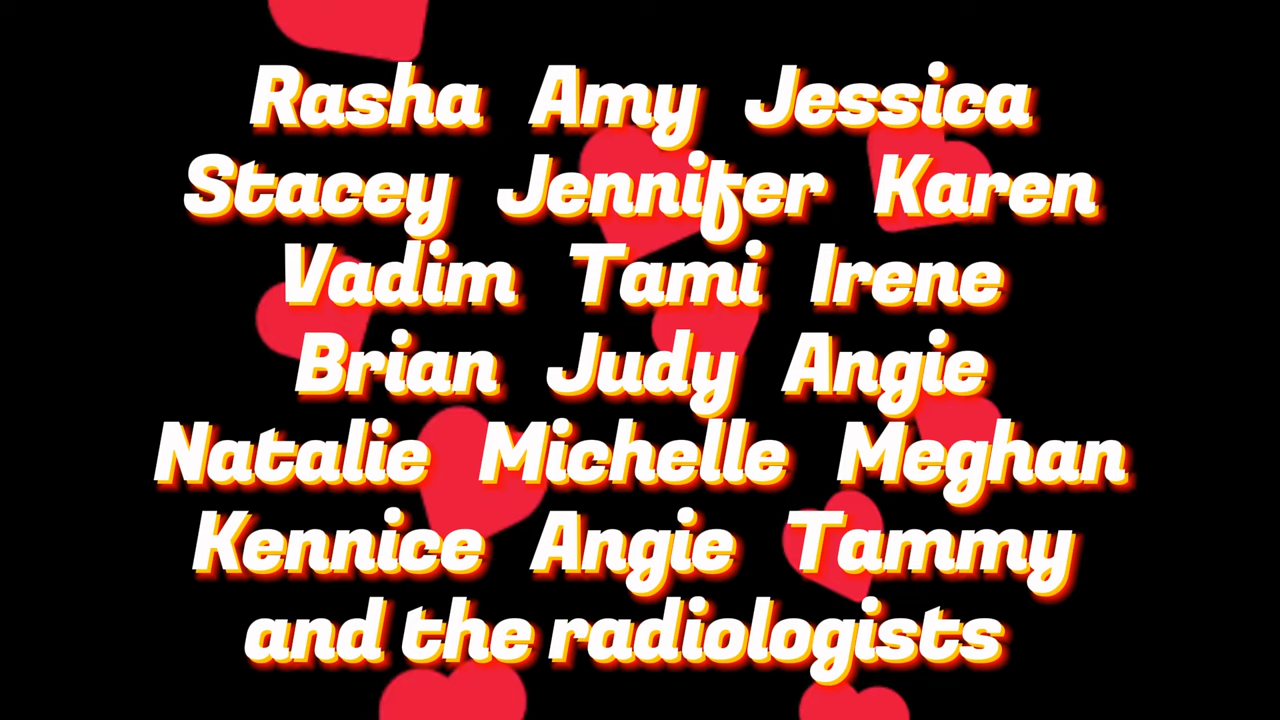 Rasha Amy Jessica
Stacey Jennifer Karen
Vadim Tami Irene
Brian Judy Angie
Natalie Michelle Meghan
Kennice Angie Tammy
and the radiologists